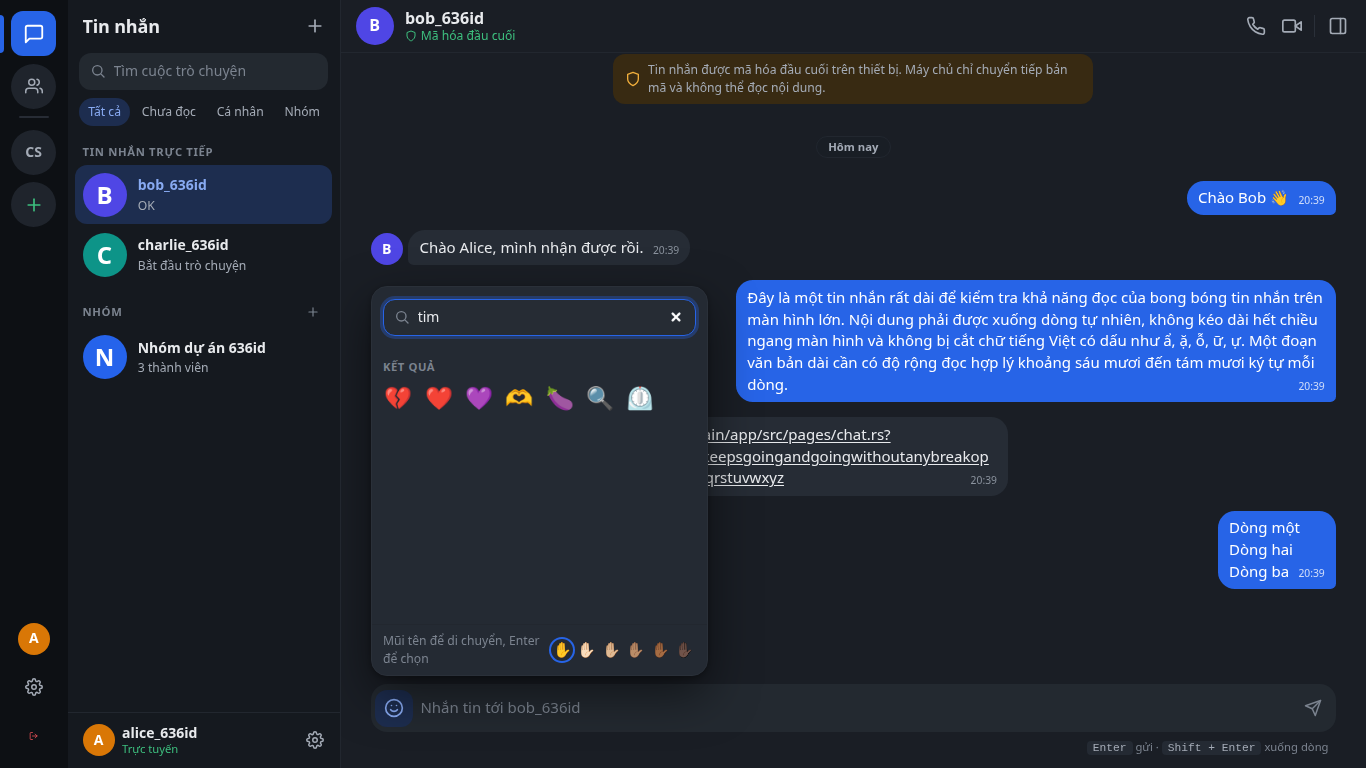 Tin nhắn
Tìm cuộc trò chuyện
Tất cả
Chưa đọc
Cá nhân
Nhóm
CS
TIN NHẮN TRỰC TIẾP
B
bob_636id
OK
C
charlie_636id
Bắt đầu trò chuyện
NHÓM
N
Nhóm dự án 636id
3 thành viên
A
A
alice_636id
Trực tuyến
B
bob_636id
Mã hóa đầu cuối
Tin nhắn được mã hóa đầu cuối trên thiết bị. Máy chủ chỉ chuyển tiếp bản
mã và không thể đọc nội dung.
Hôm nay
Chào Bob 👋 20:39
B
Chào Alice, mình nhận được rồi. 20:39
Đây là một tin nhắn rất dài để kiểm tra khả năng đọc của bong bóng tin nhắn trên
màn hình lớn. Nội dung phải được xuống dòng tự nhiên, không kéo dài hết chiều
ngang màn hình và không bị cắt chữ tiếng Việt có dấu như ấ, ặ, ỗ, ữ, ự. Một đoạn
văn bản dài cần có độ rộng đọc hợp lý khoảng sáu mươi đến tám mươi ký tự mỗi
dòng. 20:39
ain/app/src/pages/chat.rs?
keepsgoingandgoingwithoutanybreakop
qrstuvwxyz 20:39
Dòng một
Dòng hai
Dòng ba 20:39
tim
KẾT QUẢ
Mũi tên để di chuyển, Enter
để chọn
Nhắn tin tới bob_636id
Enter gửi · Shift + Enter xuống dòng